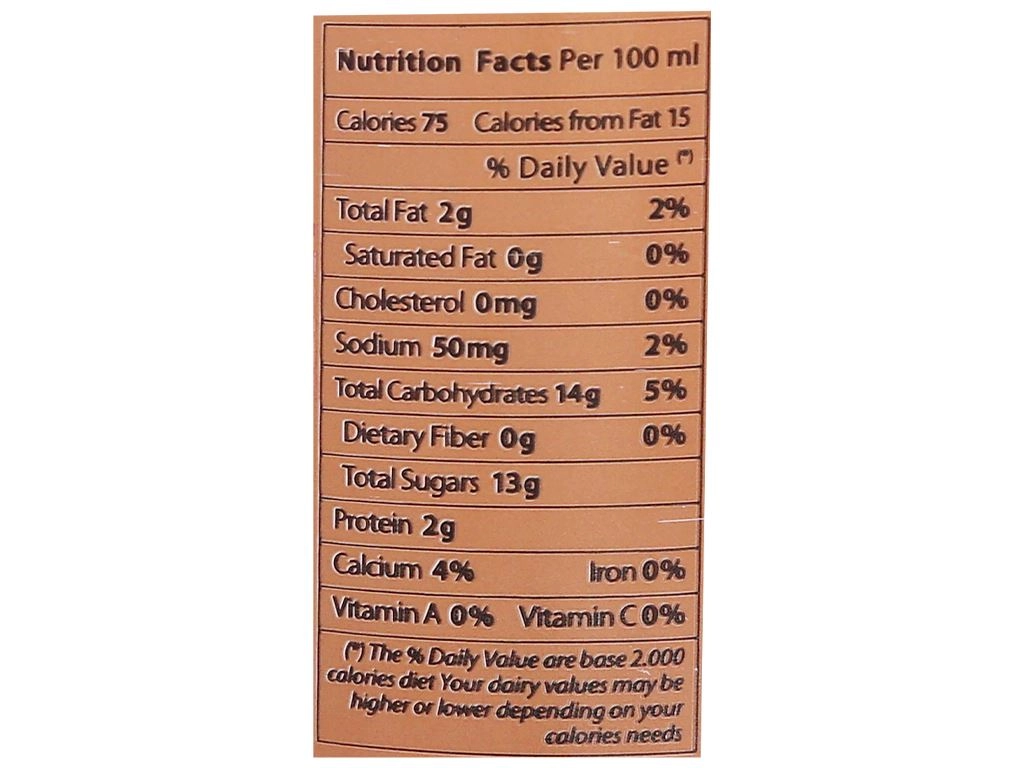 Nutrition Facts Per 100 ml
Calories 75 Calories from Fat 15
% Daily Value (*)
Total Fat 2g 2%
Saturated Fat 0g 0%
Cholesterol 0mg 0%
Sodium 50mg 2%
Total Carbohydrates 14g 5%
Dietary Fiber 0g 0%
Total Sugars 13g
Protein 2g
Calcium 4% Iron 0%
Vitamin A 0% Vitamin C 0%
(*) The % Daily Value are base 2.000
calories diet Your dairy values may be
higher or lower depending on your
calories needs